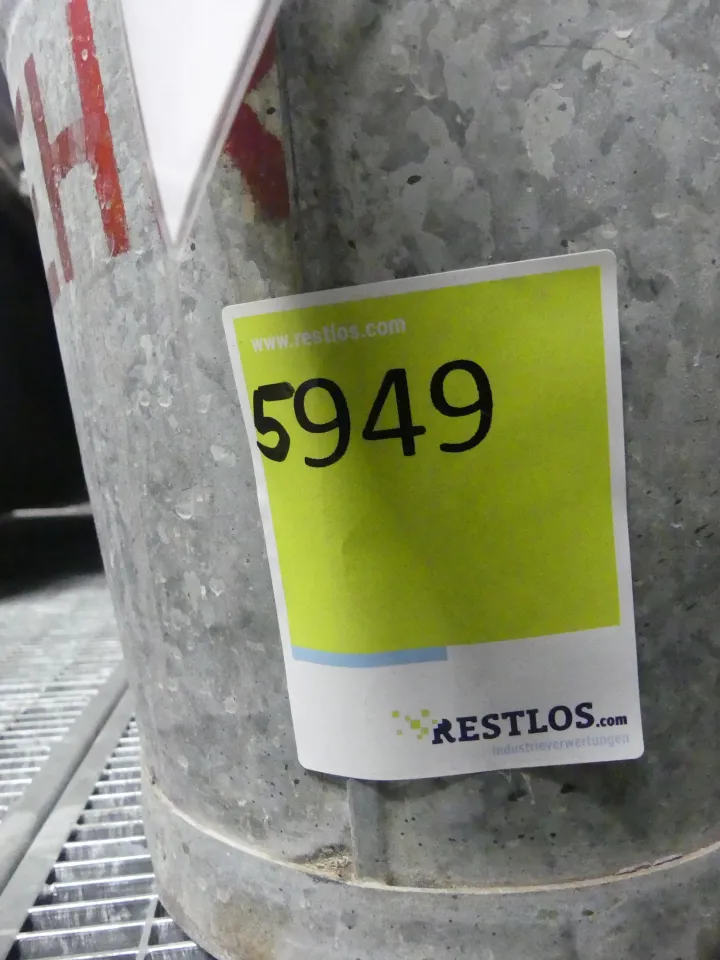 H
www.restlos.com
5949
RESTLOS.com
industrieverwertungen